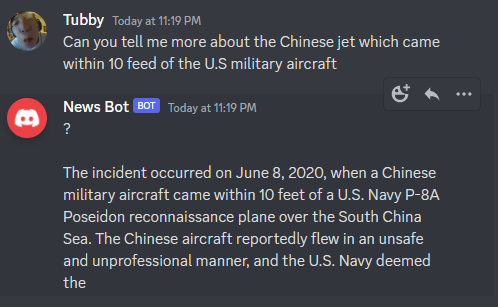 Tubby Today at 11:19 PM
Can you tell me more about the Chinese jet which came
within 10 feed of the U.S military aircraft
News Bot BOT Today at 11:19 PM
?
The incident occurred on June 8, 2020, when a Chinese
military aircraft came within 10 feet of a U.S. Navy P-8A
Poseidon reconnaissance plane over the South China
Sea. The Chinese aircraft reportedly flew in an unsafe
and unprofessional manner, and the U.S. Navy deemed
the